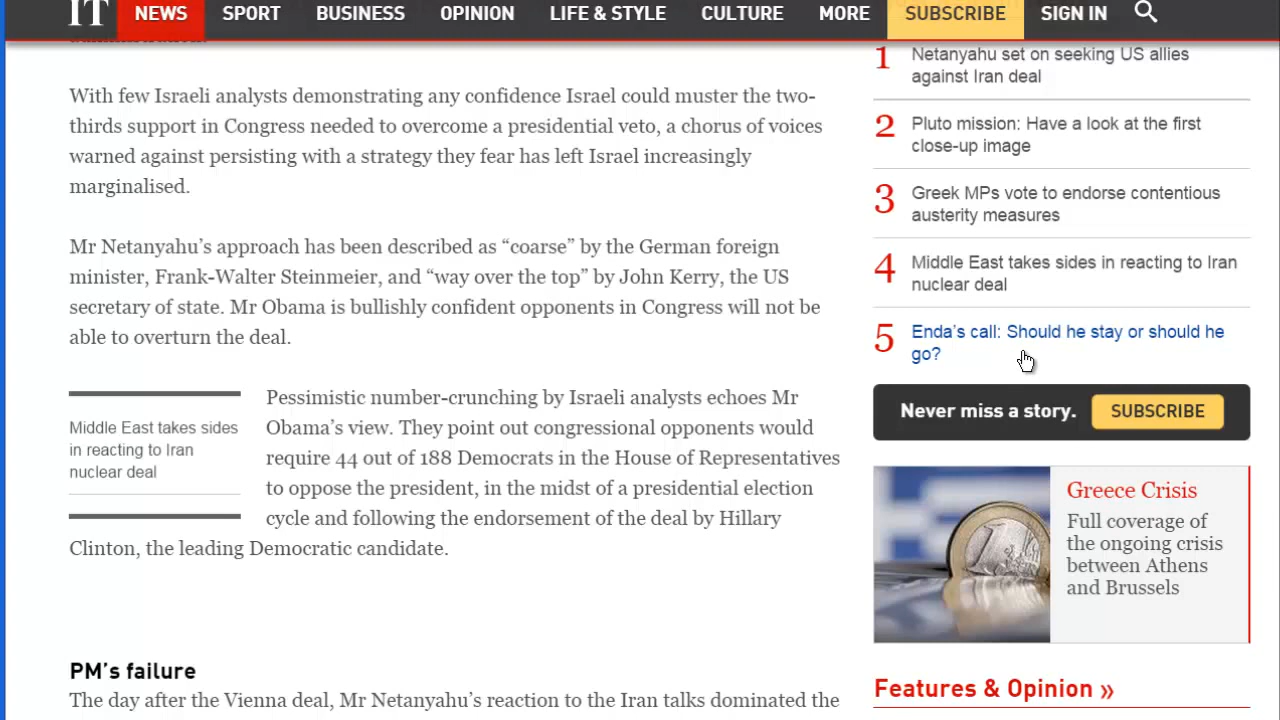 IT NEWS SPORT BUSINESS OPINION LIFE & STYLE CULTURE MORE SUBSCRIBE SIGN IN
With few Israeli analysts demonstrating any confidence Israel could muster the two-
thirds support in Congress needed to overcome a presidential veto, a chorus of voices
warned against persisting with a strategy they fear has left Israel increasingly
marginalised.
Mr Netanyahu’s approach has been described as “coarse” by the German foreign
minister, Frank-Walter Steinmeier, and “way over the top” by John Kerry, the US
secretary of state. Mr Obama is bullishly confident opponents in Congress will not be
able to overturn the deal.
Middle East takes sides
in reacting to Iran
nuclear deal
Pessimistic number-crunching by Israeli analysts echoes Mr
Obama’s view. They point out congressional opponents would
require 44 out of 188 Democrats in the House of Representatives
to oppose the president, in the midst of a presidential election
cycle and following the endorsement of the deal by Hillary
Clinton, the leading Democratic candidate.
PM’s failure
The day after the Vienna deal, Mr Netanyahu’s reaction to the Iran talks dominated the
1 Netanyahu set on seeking US allies
against Iran deal
2 Pluto mission: Have a look at the first
close-up image
3 Greek MPs vote to endorse contentious
austerity measures
4 Middle East takes sides in reacting to Iran
nuclear deal
5 Enda’s call: Should he stay or should he
go?
Never miss a story. SUBSCRIBE
Greece Crisis
Full coverage of
the ongoing crisis
between Athens
and Brussels
Features & Opinion »